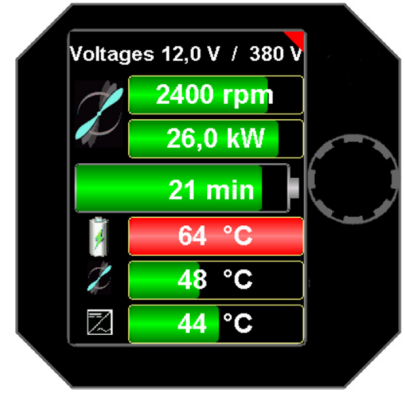 Voltages 12,0 V / 380 V
2400 rpm
26,0 kW
21 min
64 °C
48 °C
44 °C